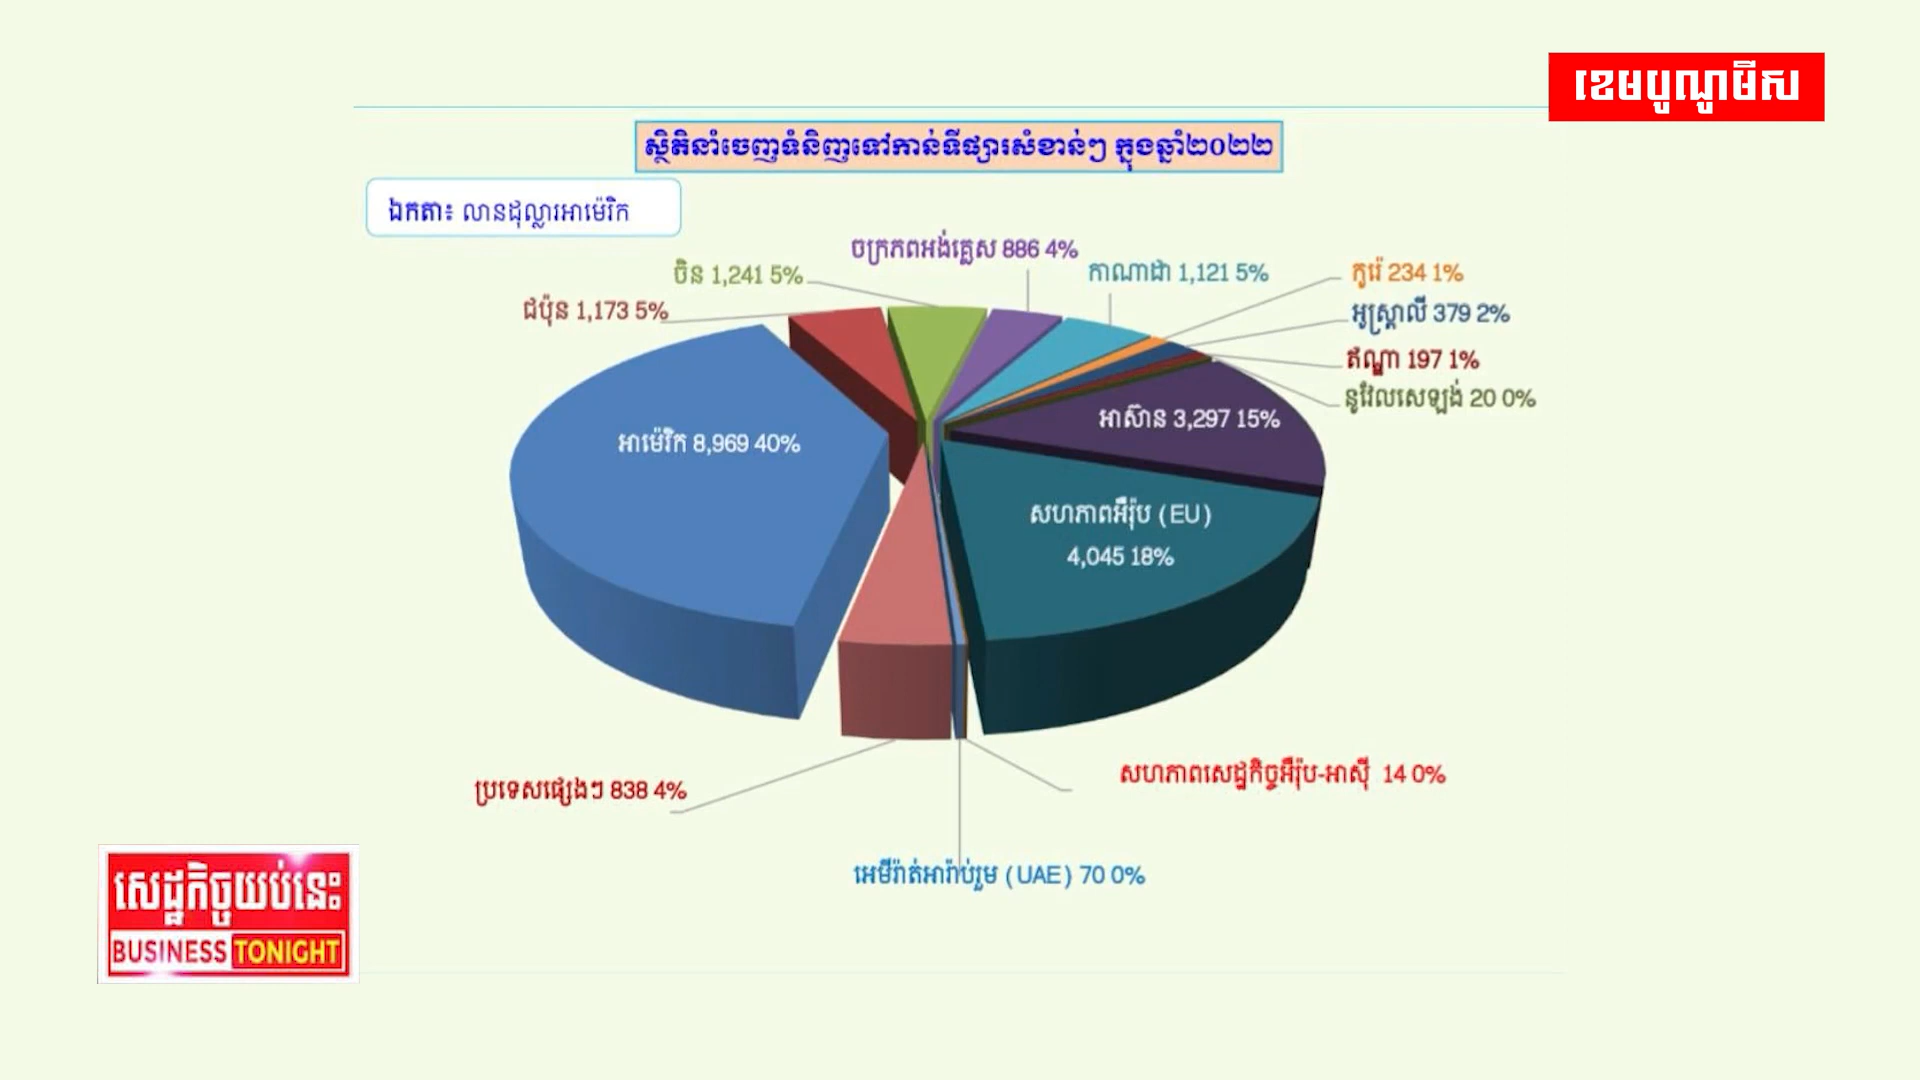 ខេមបូណូមីស
ស្ថិតិនាំចេញទំនិញទៅកាន់ទីផ្សារសំខាន់ៗ ក្នុងឆ្នាំ២០២២
ឯកតា៖ លានដុល្លារអាម៉េរិក
ចក្រភពអង់គ្លេស 886 4%
ចិន 1,241 5%
កាណាដា 1,121 5%
កូរ៉េ 234 1%
ជប៉ុន 1,173 5%
អូស្ត្រាលី 379 2%
ឥណ្ឌា 197 1%
នូវែលសេឡង់ 20 0%
អាម៉េរិក 8,969 40%
អាស៊ាន 3,297 15%
សហភាពអឺរ៉ុប (EU)
4,045 18%
ប្រទេសផ្សេងៗ 838 4%
សហភាពសេដ្ឋកិច្ចអឺរ៉ុប-អាស៊ី 14 0%
អេមីរ៉ាត់អារ៉ាប់រួម (UAE) 70 0%
សេដ្ឋកិច្ចយប់នេះ
BUSINESS TONIGHT